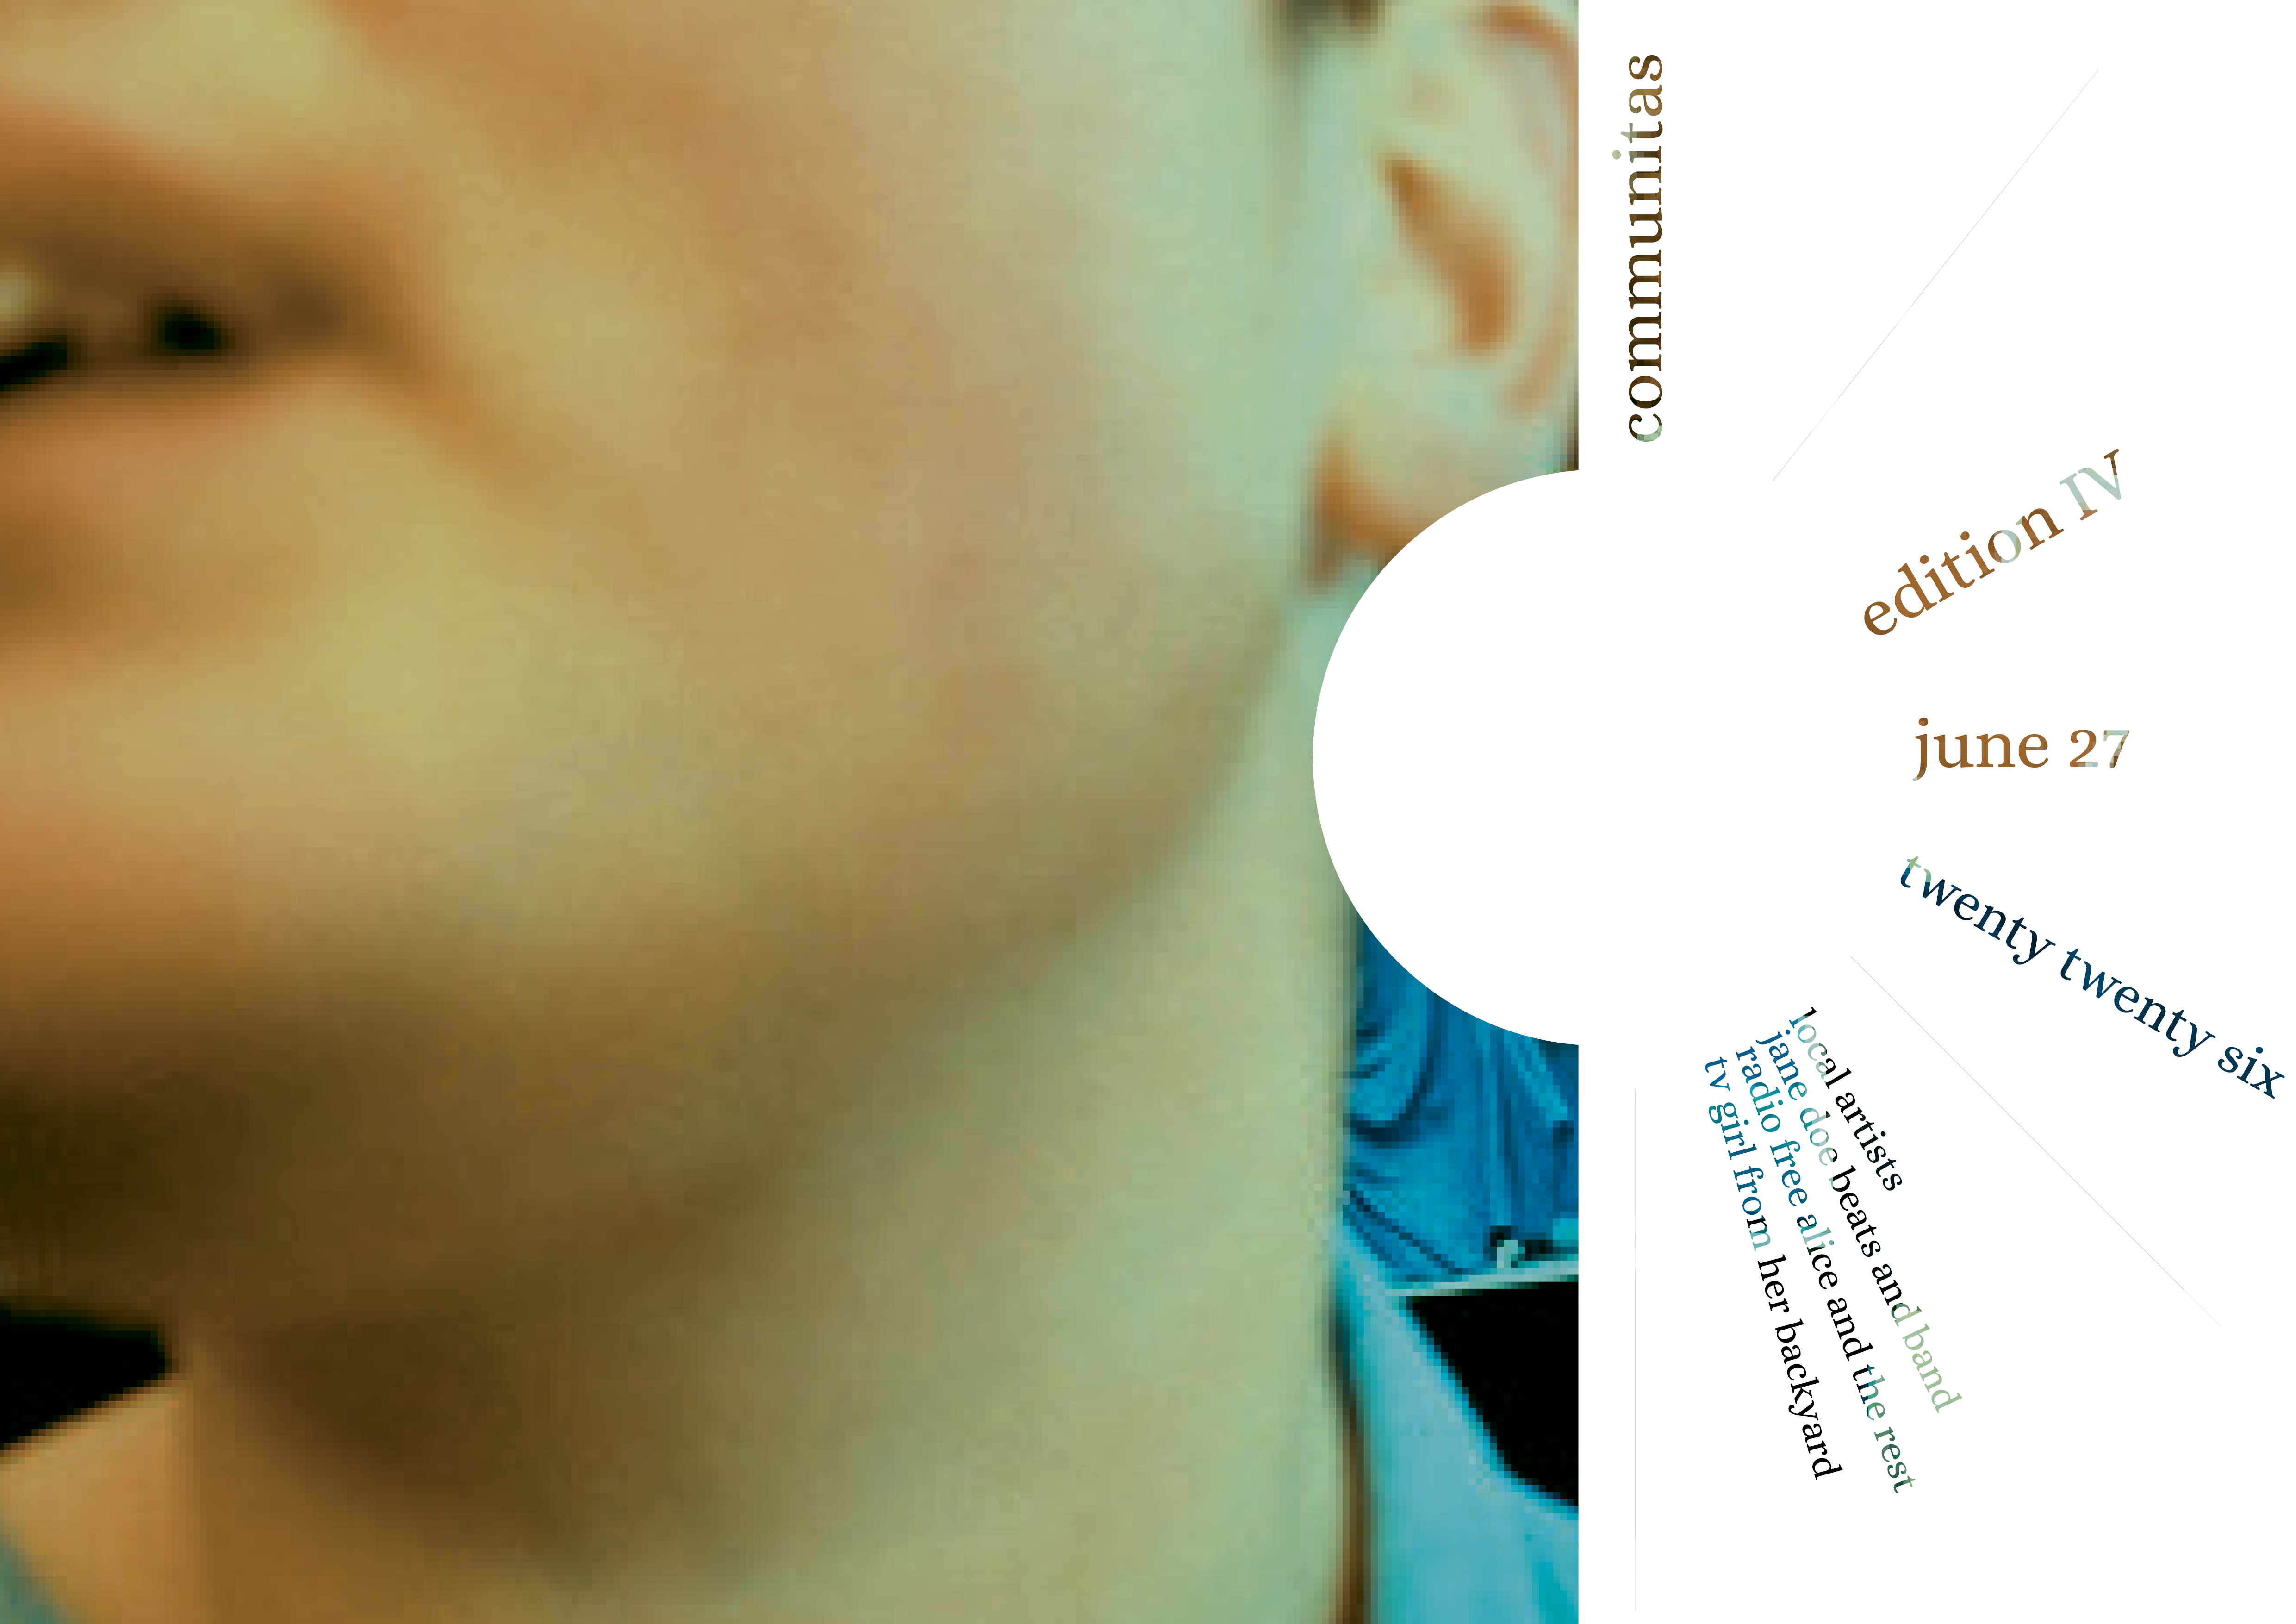 communitas
edition IV
june 27
twenty twenty six
local artists
jane doe beats and band
radio free alice and the rest
tv girl from her backyard